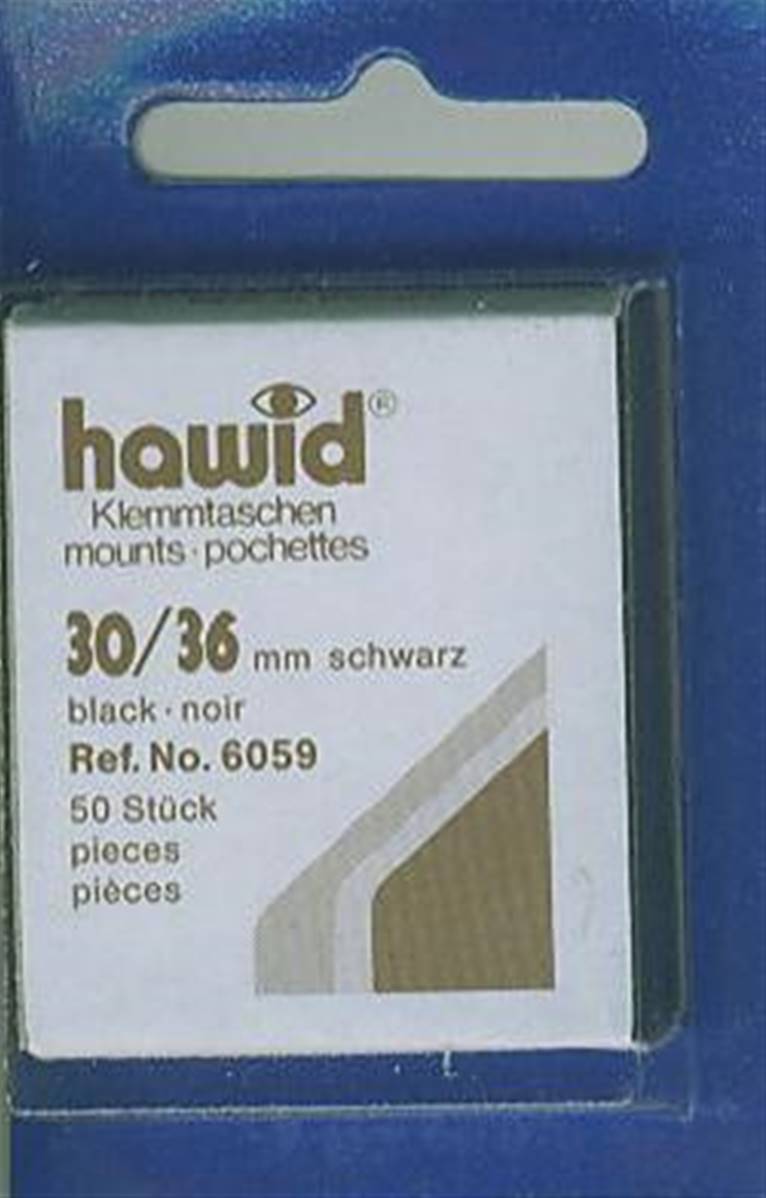 hawid®
Klemmtaschen
mounts · pochettes
30/36 mm schwarz
black · noir
Ref. No. 6059
50 Stück
pieces
pièces